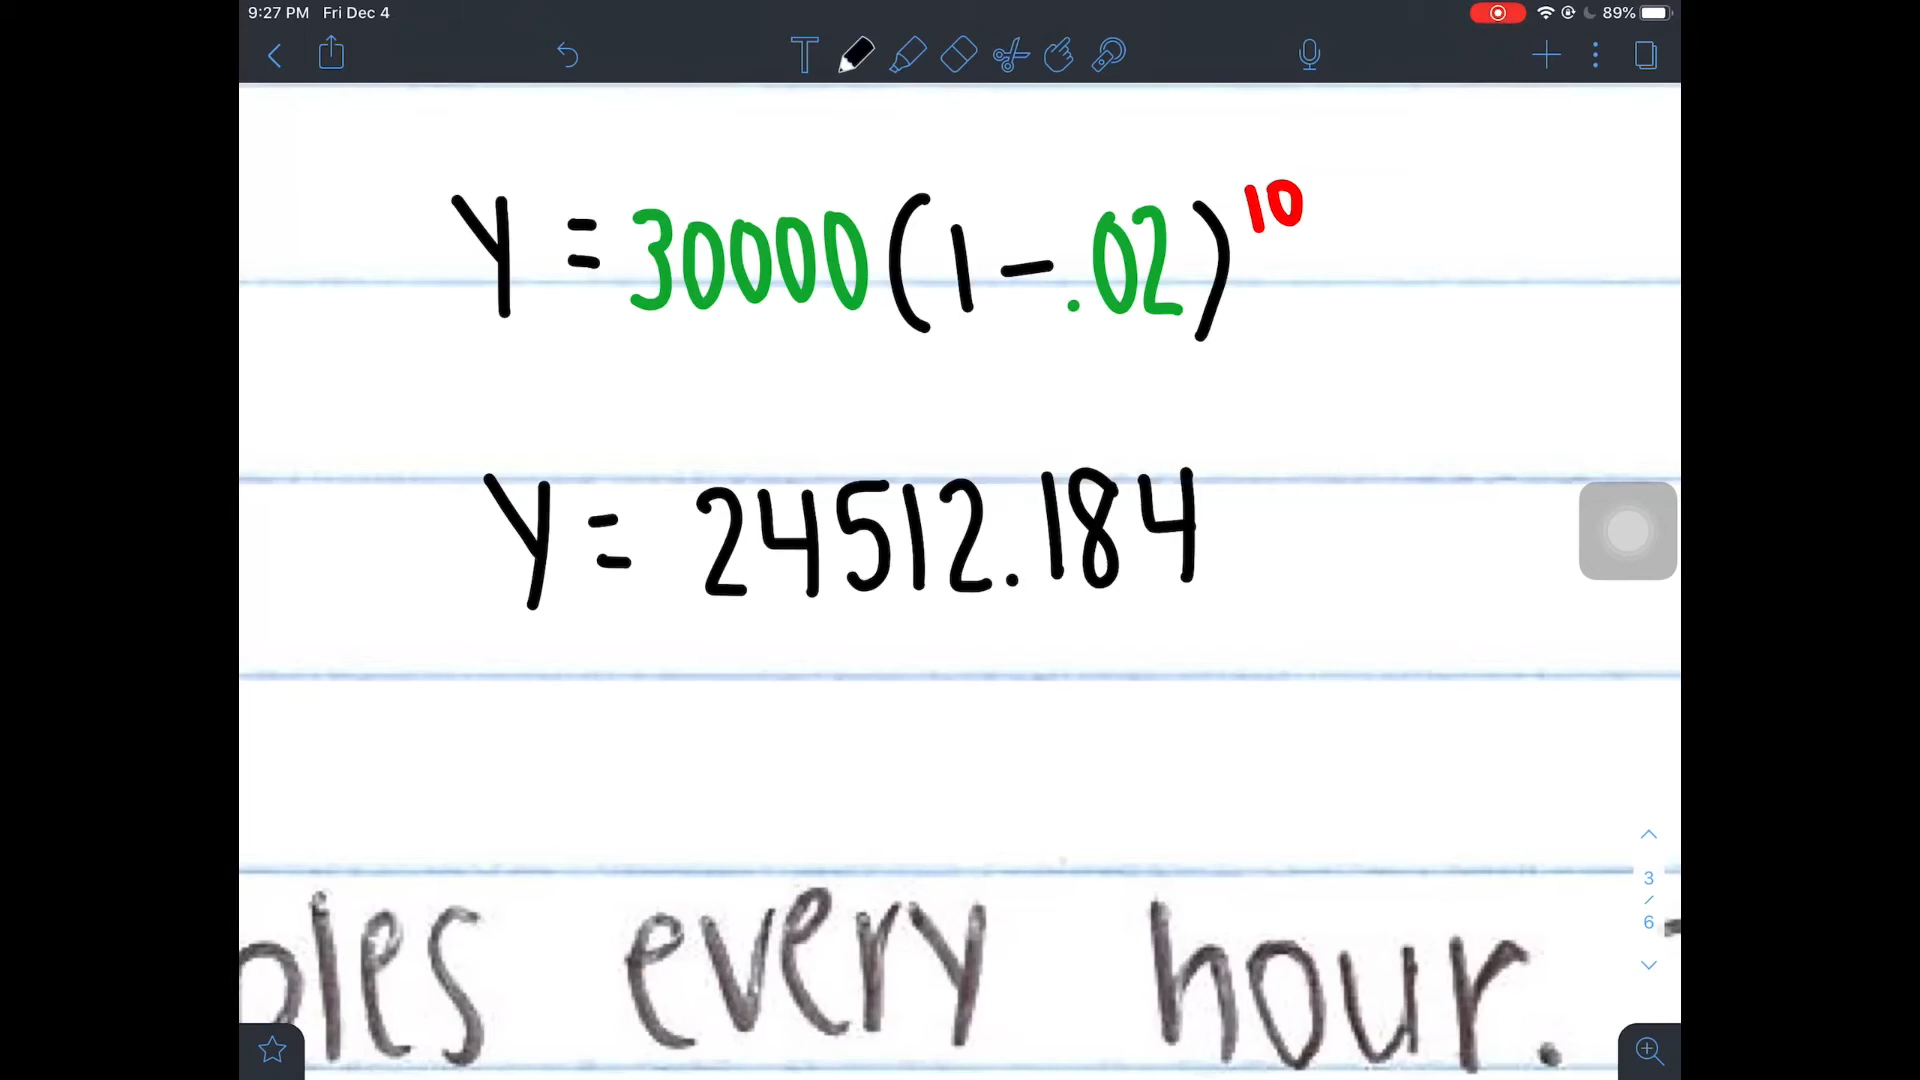 9:27 PM Fri Dec 4 89%
T
Y = 30000(1-.02)¹⁰
Y = 24512.184
3
6
every hour.